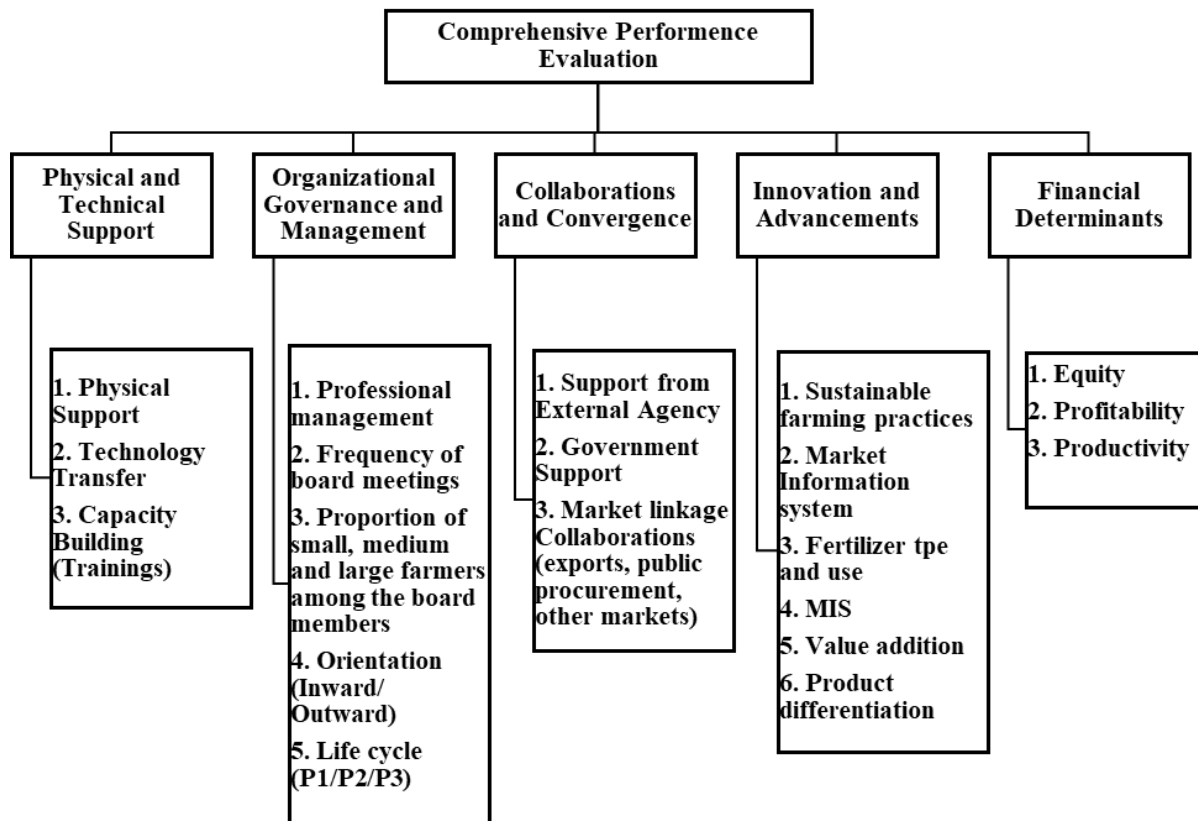 Comprehensive Performence
Evaluation
Physical and
Technical
Support
Organizational
Governance and
Management
Collaborations
and Convergence
Innovation and
Advancements
Financial
Determinants
1. Physical
Support
2. Technology
Transfer
3. Capacity
Building
(Trainings)
1. Professional
management
2. Frequency of
board meetings
3. Proportion of
small, medium
and large farmers
among the board
members
4. Orientation
(Inward/
Outward)
5. Life cycle
(P1/P2/P3)
1. Support from
External Agency
2. Government
Support
3. Market linkage
Collaborations
(exports, public
procurement,
other markets)
1. Sustainable
farming practices
2. Market
Information
system
3. Fertilizer tpe
and use
4. MIS
5. Value addition
6. Product
differentiation
1. Equity
2. Profitability
3. Productivity